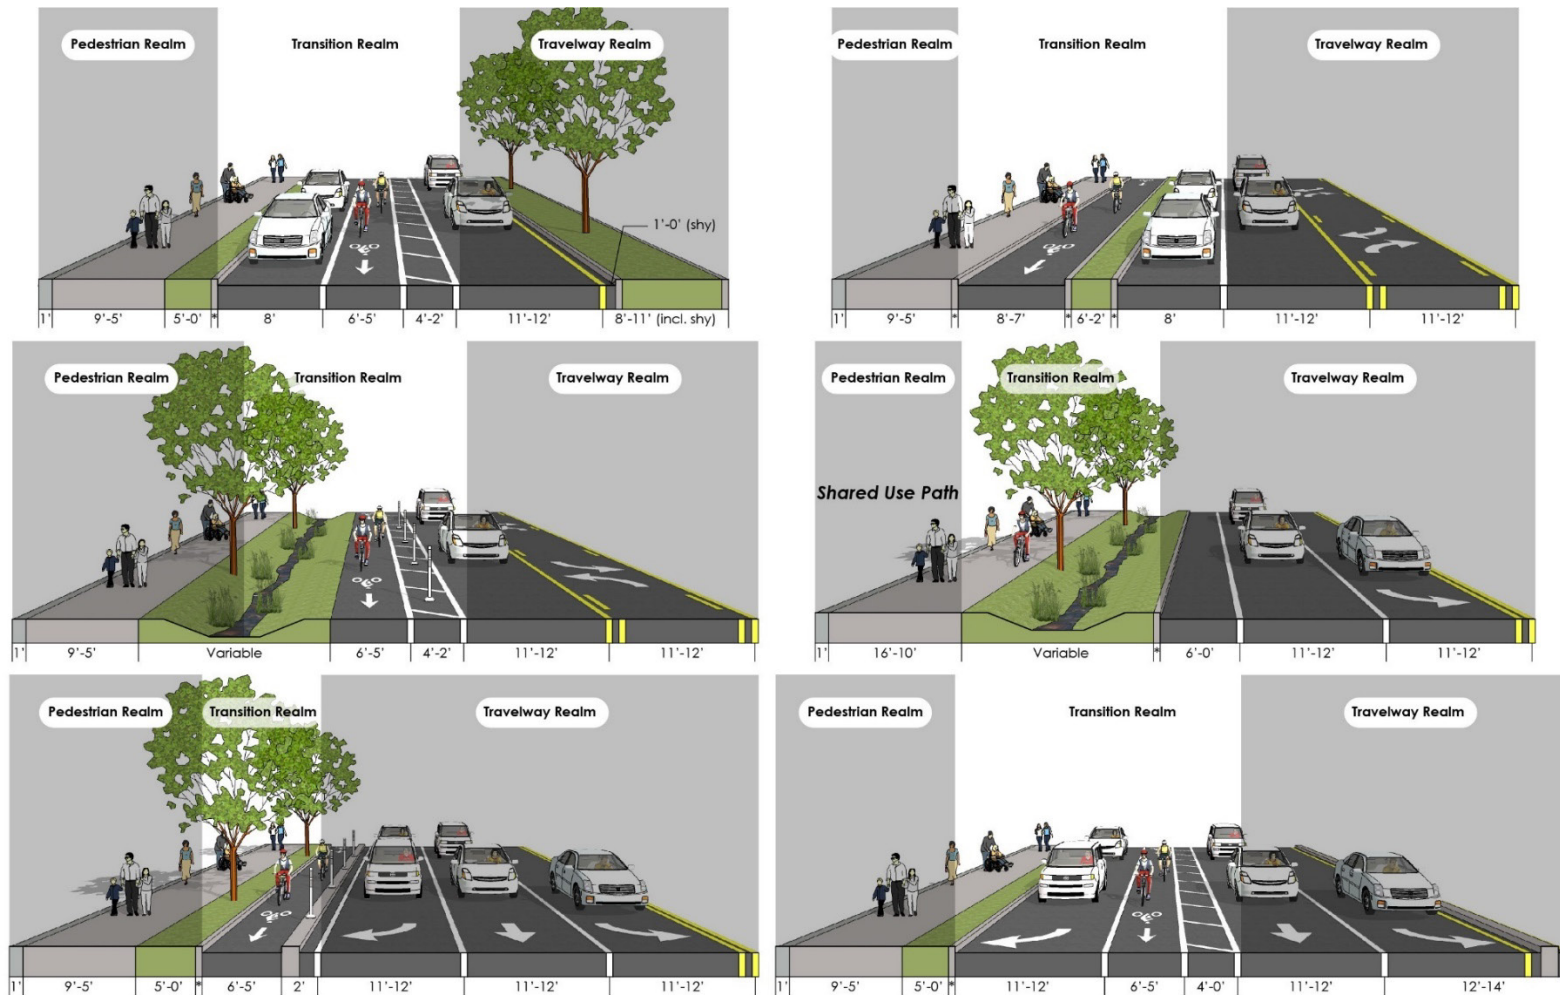 Pedestrian Realm Transition Realm Travelway Realm
1'-0' (shy)
1' 9'-5' 5'-0' * 8' 6'-5' 4'-2' 11'-12' 8'-11' (incl. shy)
Pedestrian Realm Transition Realm Travelway Realm
1' 9'-5' * 8'-7' * 6'-2' * 8' 11'-12' 11'-12'
Pedestrian Realm Transition Realm Travelway Realm
1' 9'-5' Variable 6'-5' 4'-2' 11'-12' 11'-12'
Pedestrian Realm Transition Realm Travelway Realm
Shared Use Path
1' 16'-10' Variable * 6'-0' 11'-12' 11'-12'
Pedestrian Realm Transition Realm Travelway Realm
1' 9'-5' 5'-0' * 6'-5' 2' 11'-12' 11'-12' 11'-12'
Pedestrian Realm Transition Realm Travelway Realm
1' 9'-5' 5'-0' * 11'-12' 6'-5' 4'-0' 11'-12' 12'-14'